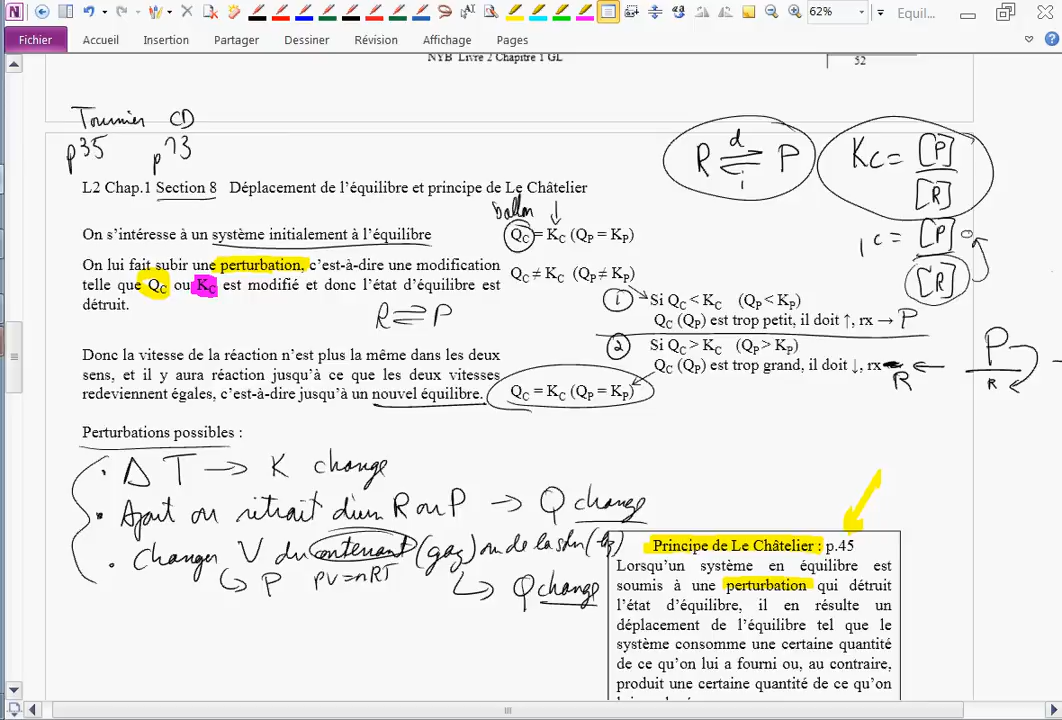 62%
Equil...
Fichier Accueil Insertion Partager Dessiner Révision Affichage Pages
NYB Livre 2 Chapitre 1 GL
52
Tournier CD
p35 p73
R ⇌ P
d
i
Kc = [P]
[R]
L2 Chap.1 Section 8 Déplacement de l'équilibre et principe de Le Châtelier
ballon ↓
On s'intéresse à un système initialement à l'équilibre
QC = KC (QP = KP)
c = [P]
[R]
On lui fait subir une perturbation, c'est-à-dire une modification
telle que QC ou KC est modifié et donc l'état d'équilibre est
détruit.
R ⇌ P
QC ≠ KC (QP ≠ KP)
1 Si QC < KC (QP < KP)
QC (QP) est trop petit, il doit ↑, rx → P
2 Si QC > KC (QP > KP)
QC (QP) est trop grand, il doit ↓, rx ← R
P
R
Donc la vitesse de la réaction n'est plus la même dans les deux
sens, et il y aura réaction jusqu'à ce que les deux vitesses
redeviennent égales, c'est-à-dire jusqu'à un nouvel équilibre.
QC = KC (QP = KP)
Perturbations possibles :
· Δ T → K change
· Ajout ou retrait d'un R ou P → Q change
· Changer V du contenant (gaz) ou de la soln
↳ P PV=nRT ↳ Q change
Principe de Le Châtelier : p.45
Lorsqu'un système en équilibre est
soumis à une perturbation qui détruit
l'état d'équilibre, il en résulte un
déplacement de l'équilibre tel que le
système consomme une certaine quantité
de ce qu'on lui a fourni ou, au contraire,
produit une certaine quantité de ce qu'on